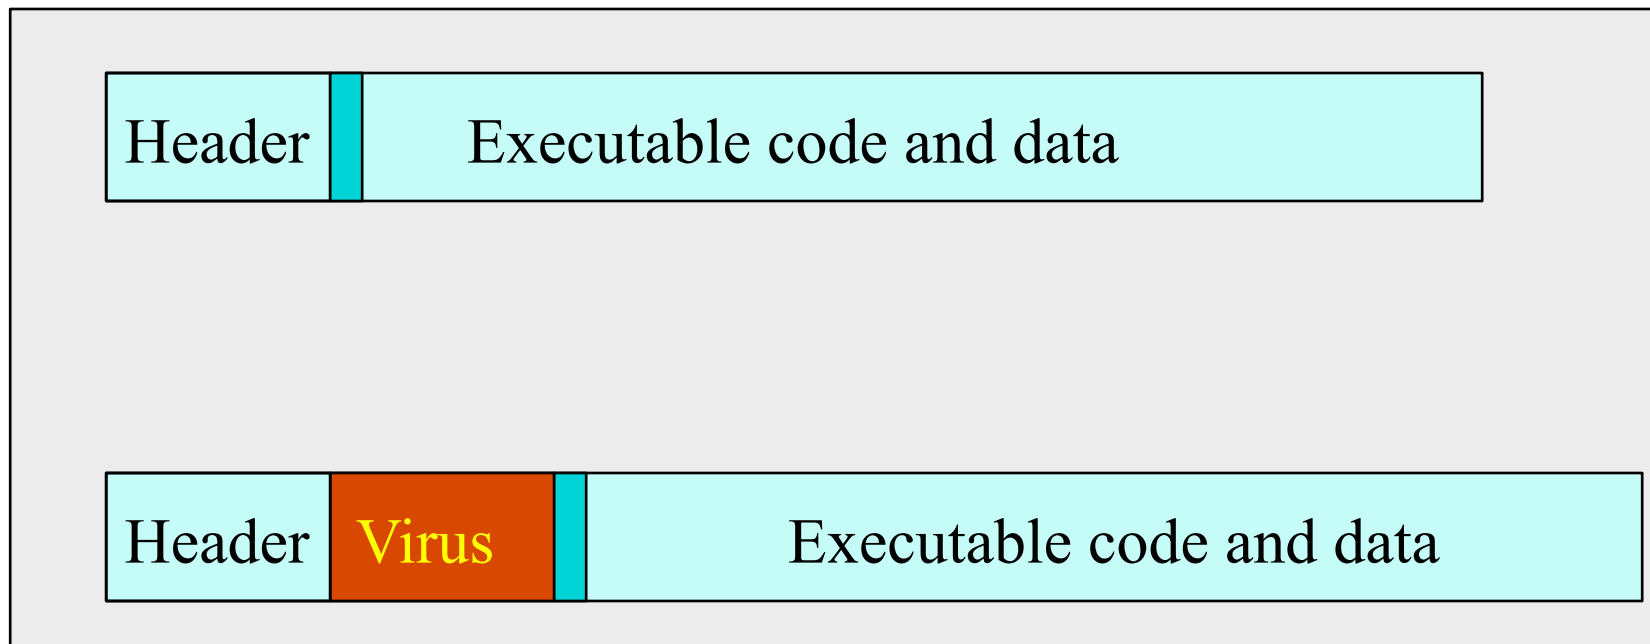 Header Executable code and data
Header Virus Executable code and data